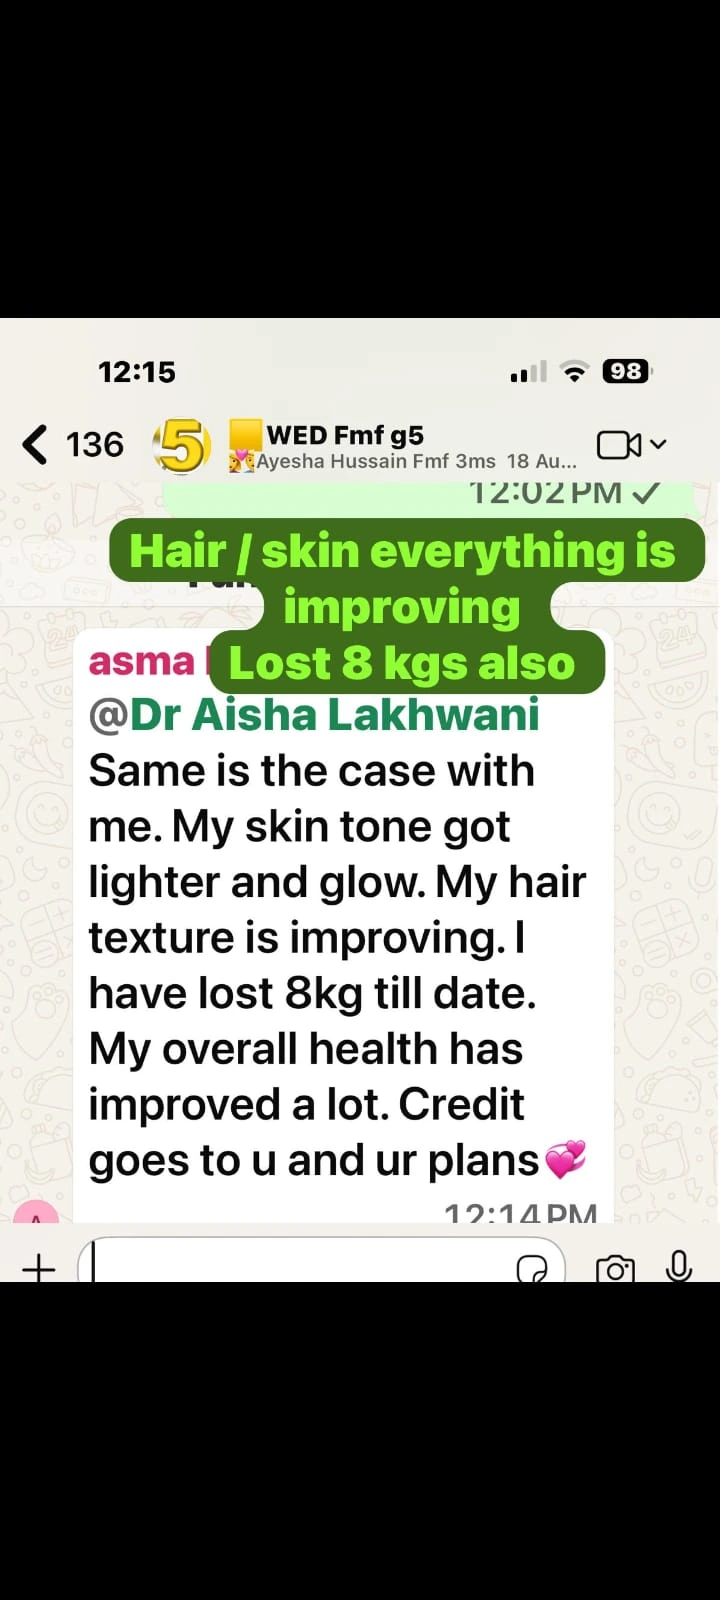 12:15
98
136
5
WED Fmf g5
Ayesha Hussain Fmf 3ms 18 Au...
12:02 PM
Hair / skin everything is
improving
Lost 8 kgs also
asma
@Dr Aisha Lakhwani
Same is the case with
me. My skin tone got
lighter and glow. My hair
texture is improving. I
have lost 8kg till date.
My overall health has
improved a lot. Credit
goes to u and ur plans💞
12:14 PM
A